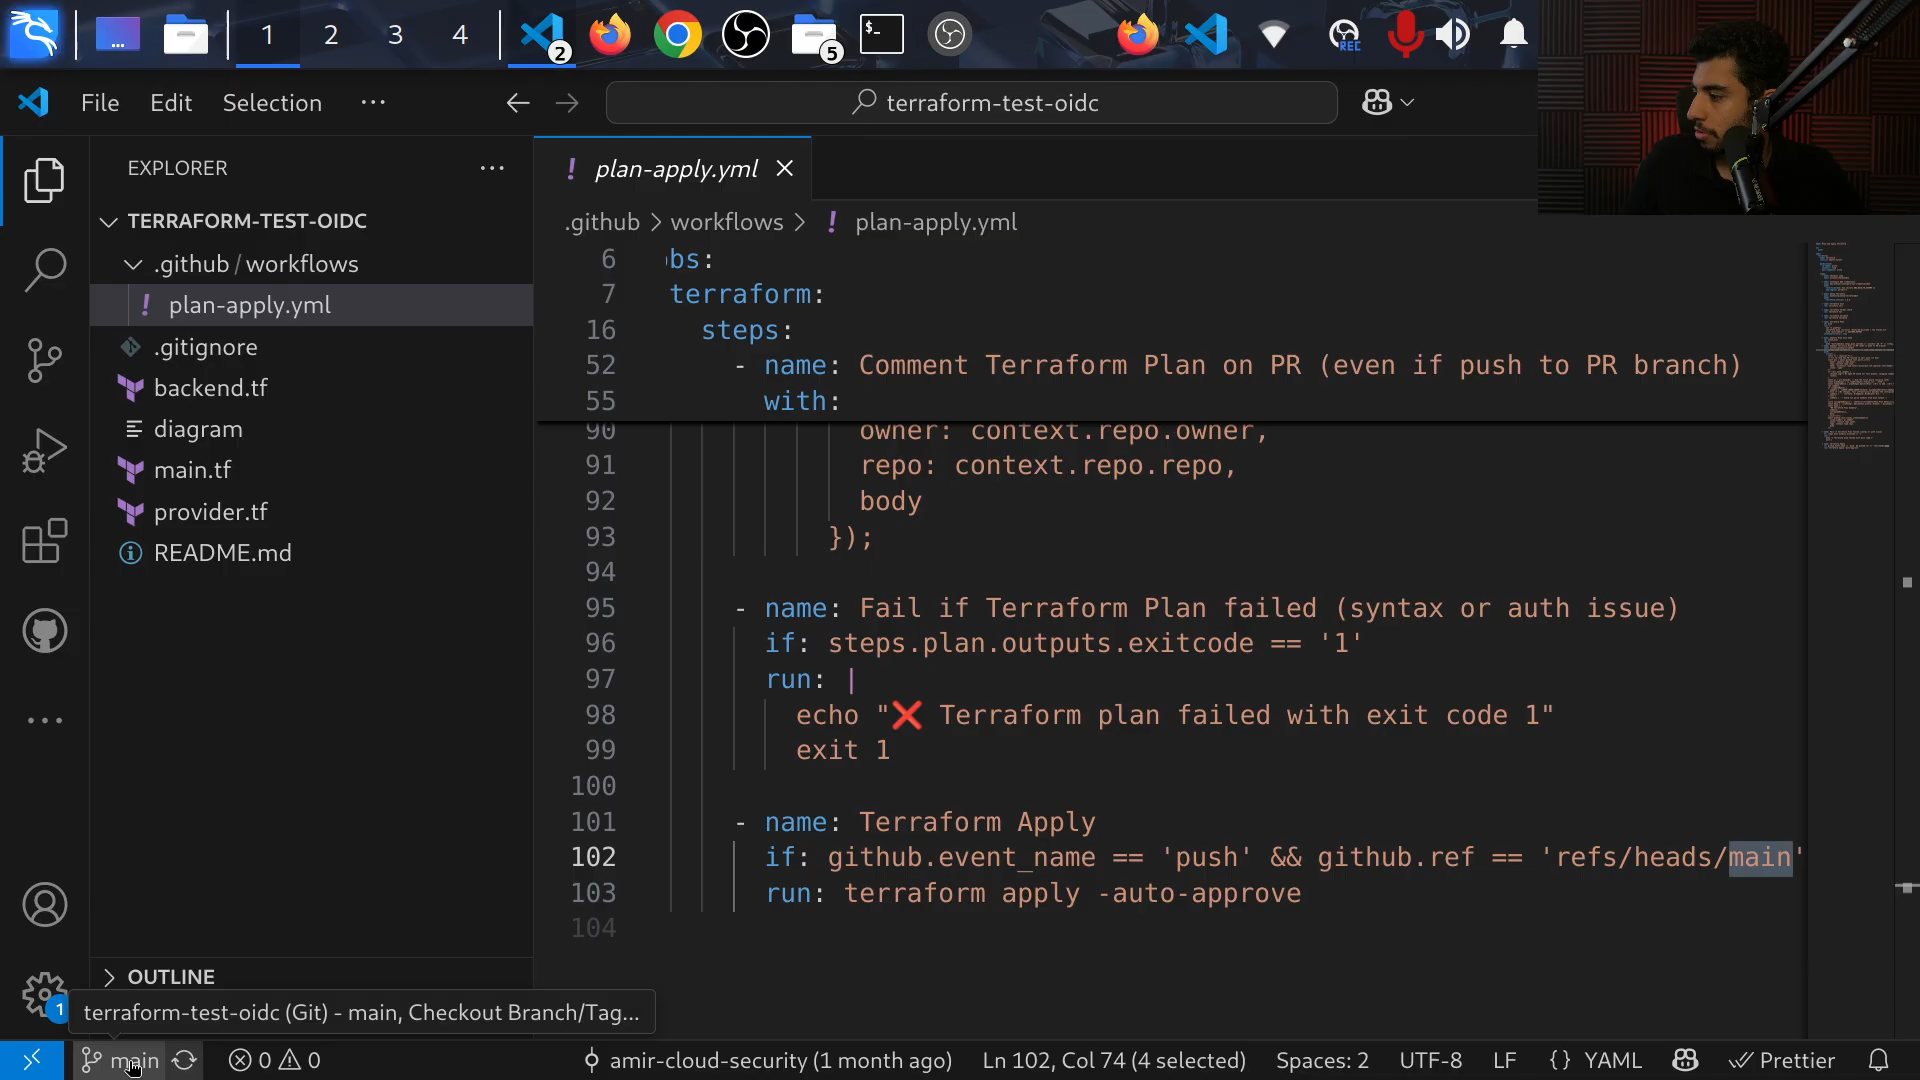 1
2
3
4
2
5
$-
REC
File
Edit
Selection
···
terraform-test-oidc
EXPLORER
···
TERRAFORM-TEST-OIDC
.github / workflows
! plan-apply.yml
.gitignore
backend.tf
diagram
main.tf
provider.tf
README.md
OUTLINE
1
terraform-test-oidc (Git) - main, Checkout Branch/Tag...
! plan-apply.yml
.github > workflows > ! plan-apply.yml
6 bs:
7 terraform:
16 steps:
52 - name: Comment Terraform Plan on PR (even if push to PR branch)
55 with:
90 owner: context.repo.owner,
91 repo: context.repo.repo,
92 body
93 });
94
95 - name: Fail if Terraform Plan failed (syntax or auth issue)
96 if: steps.plan.outputs.exitcode == '1'
97 run: |
98 echo "❌ Terraform plan failed with exit code 1"
99 exit 1
100
101 - name: Terraform Apply
102 if: github.event_name == 'push' && github.ref == 'refs/heads/main'
103 run: terraform apply -auto-approve
104
main
0
0
amir-cloud-security (1 month ago)
Ln 102, Col 74 (4 selected)
Spaces: 2
UTF-8
LF
{} YAML
Prettier